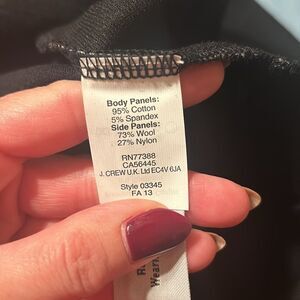 Body Panels:
95% Cotton
5% Spandex
Side Panels:
73% Wool
27% Nylon
RN77388
CA56445
J. CREW U.K. Ltd EC4V 6JA
Style 03345
FA 13